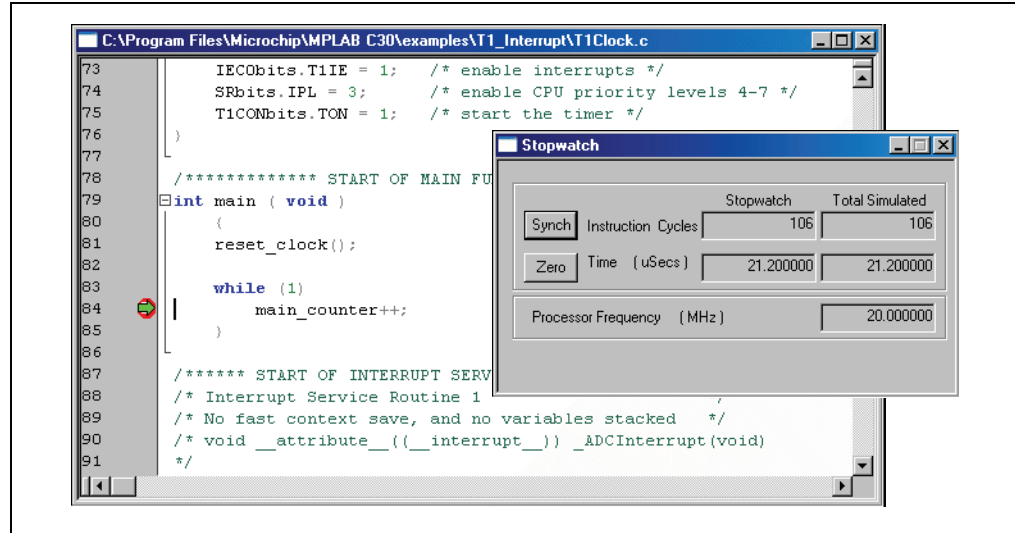 C:\Program Files\Microchip\MPLAB C30\examples\T1_Interrupt\T1Clock.c
73 IEC0bits.T1IE = 1; /* enable interrupts */
74 SRbits.IPL = 3; /* enable CPU priority levels 4-7 */
75 T1CONbits.TON = 1; /* start the timer */
76 }
77
78 /************* START OF MAIN FU
79 int main ( void )
80 {
81 reset_clock();
82
83 while (1)
84 main_counter++;
85 }
86
87 /****** START OF INTERRUPT SERV
88 /* Interrupt Service Routine 1
89 /* No fast context save, and no variables stacked */
90 /* void __attribute__((__interrupt__)) _ADCInterrupt(void)
91 */
Stopwatch
Stopwatch Total Simulated
Synch Instruction Cycles 106 106
Zero Time (uSecs) 21.200000 21.200000
Processor Frequency (MHz) 20.000000